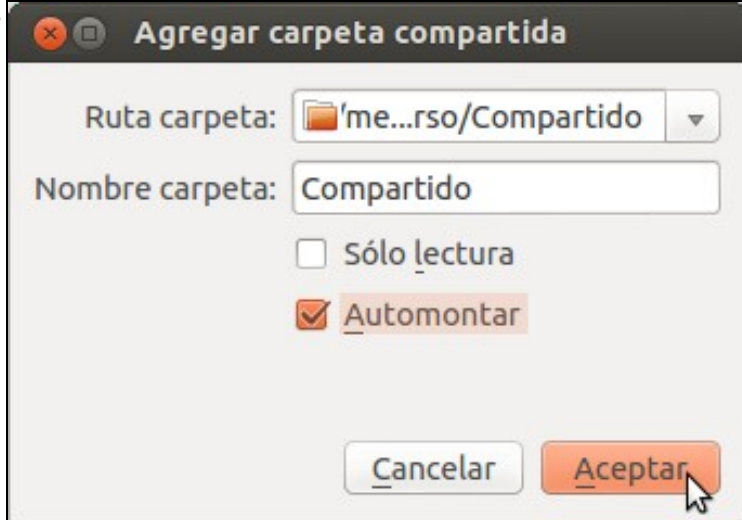 Agregar carpeta compartida
Ruta carpeta: /me...rso/Compartido
Nombre carpeta: Compartido
Sólo lectura
Automontar
Cancelar Aceptar